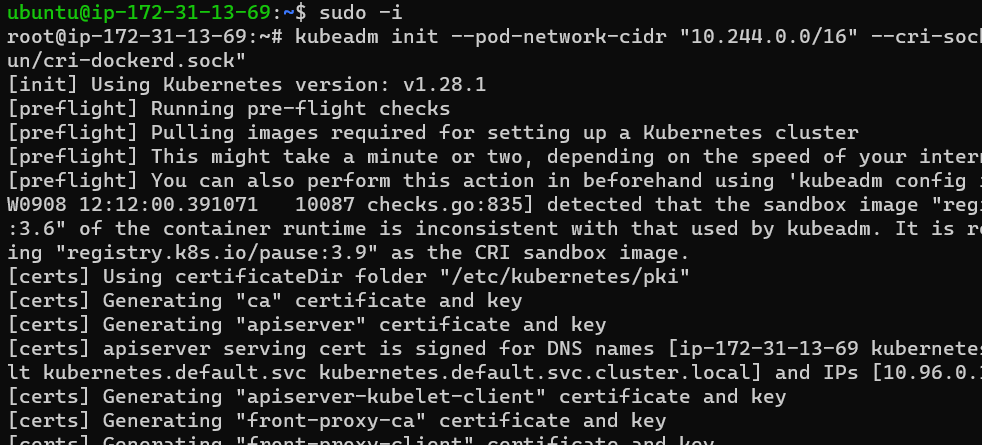 ubuntu@ip-172-31-13-69:~$ sudo -i
root@ip-172-31-13-69:~# kubeadm init --pod-network-cidr "10.244.0.0/16" --cri-sock
un/cri-dockerd.sock"
[init] Using Kubernetes version: v1.28.1
[preflight] Running pre-flight checks
[preflight] Pulling images required for setting up a Kubernetes cluster
[preflight] This might take a minute or two, depending on the speed of your intern
[preflight] You can also perform this action in beforehand using 'kubeadm config i
W0908 12:12:00.391071   10087 checks.go:835] detected that the sandbox image "regi
:3.6" of the container runtime is inconsistent with that used by kubeadm. It is re
ing "registry.k8s.io/pause:3.9" as the CRI sandbox image.
[certs] Using certificateDir folder "/etc/kubernetes/pki"
[certs] Generating "ca" certificate and key
[certs] Generating "apiserver" certificate and key
[certs] apiserver serving cert is signed for DNS names [ip-172-31-13-69 kubernetes
lt kubernetes.default.svc kubernetes.default.svc.cluster.local] and IPs [10.96.0.1
[certs] Generating "apiserver-kubelet-client" certificate and key
[certs] Generating "front-proxy-ca" certificate and key
[certs] Generating "front-proxy-client" certificate and key